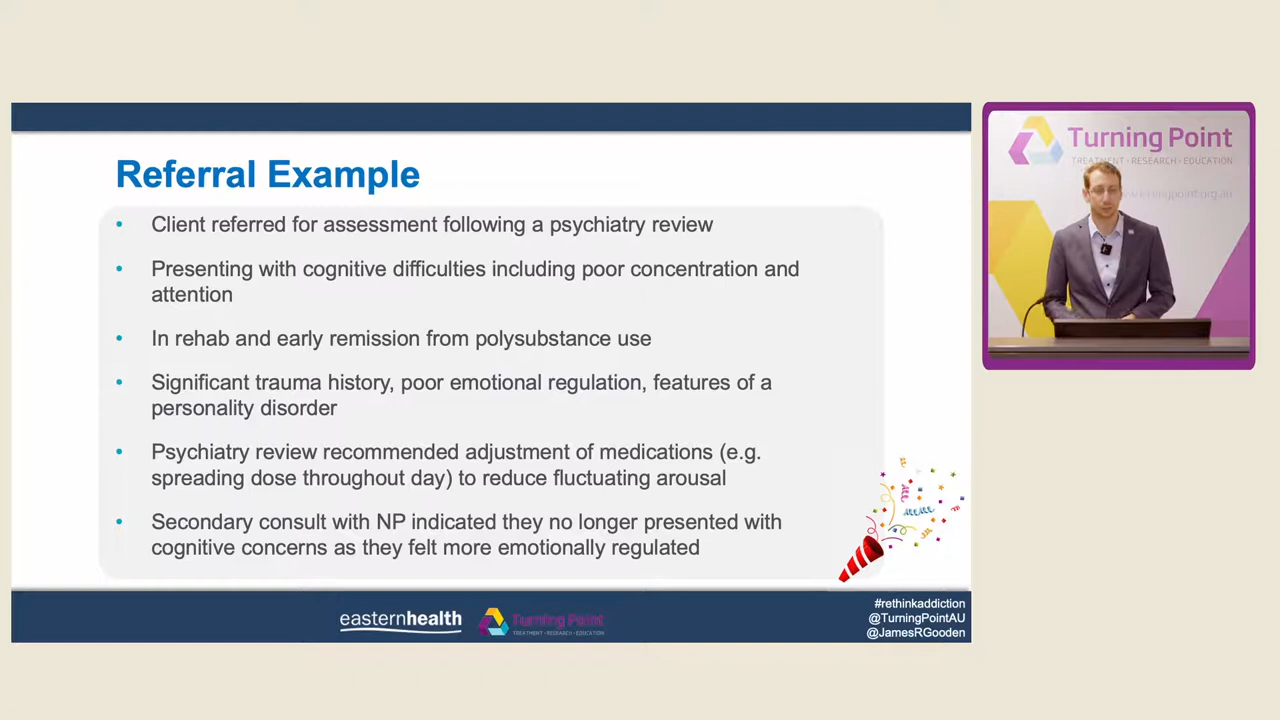 Referral Example
• Client referred for assessment following a psychiatry review
• Presenting with cognitive difficulties including poor concentration and
attention
• In rehab and early remission from polysubstance use
• Significant trauma history, poor emotional regulation, features of a
personality disorder
• Psychiatry review recommended adjustment of medications (e.g.
spreading dose throughout day) to reduce fluctuating arousal
• Secondary consult with NP indicated they no longer presented with
cognitive concerns as they felt more emotionally regulated
easternhealth
Turning Point
TREATMENT • RESEARCH • EDUCATION
#rethinkaddiction
@TurningPointAU
@JamesRGooden
Turning Point
TREATMENT • RESEARCH • EDUCATION
www.turningpoint.org.au